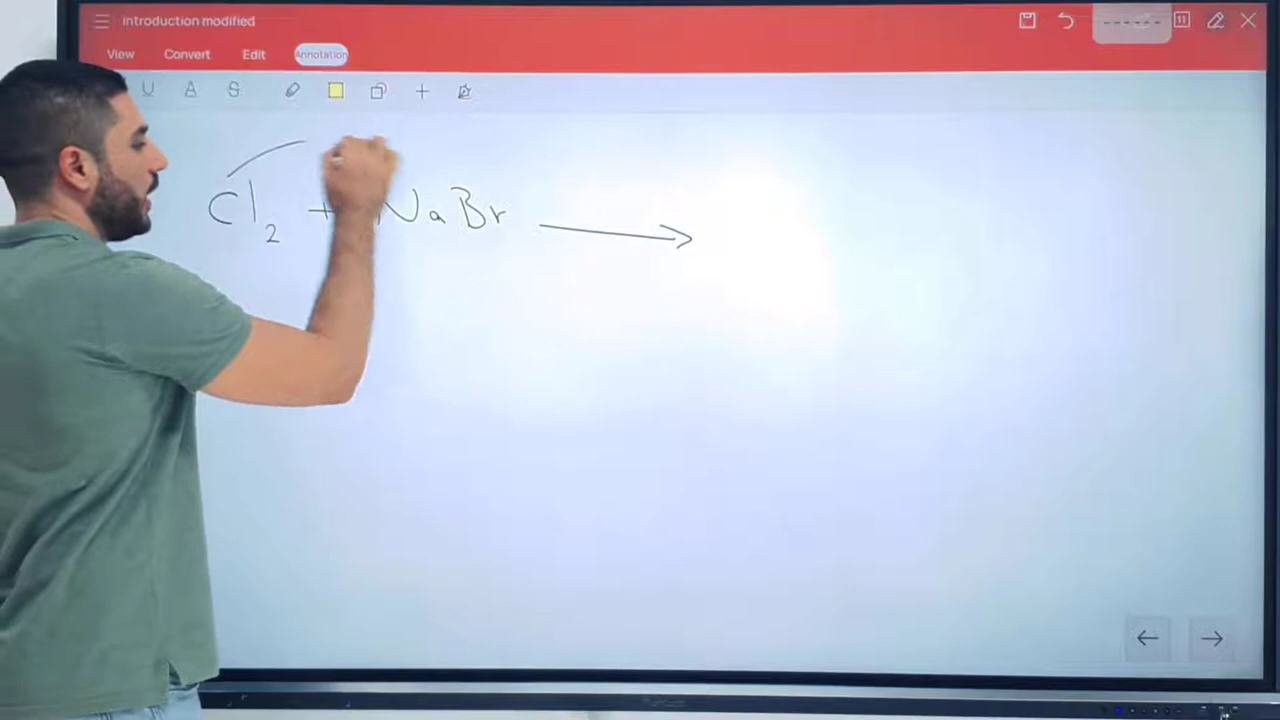 introduction modified
View Convert Edit Annotation
U A S
Cl₂ + NaBr ⟶